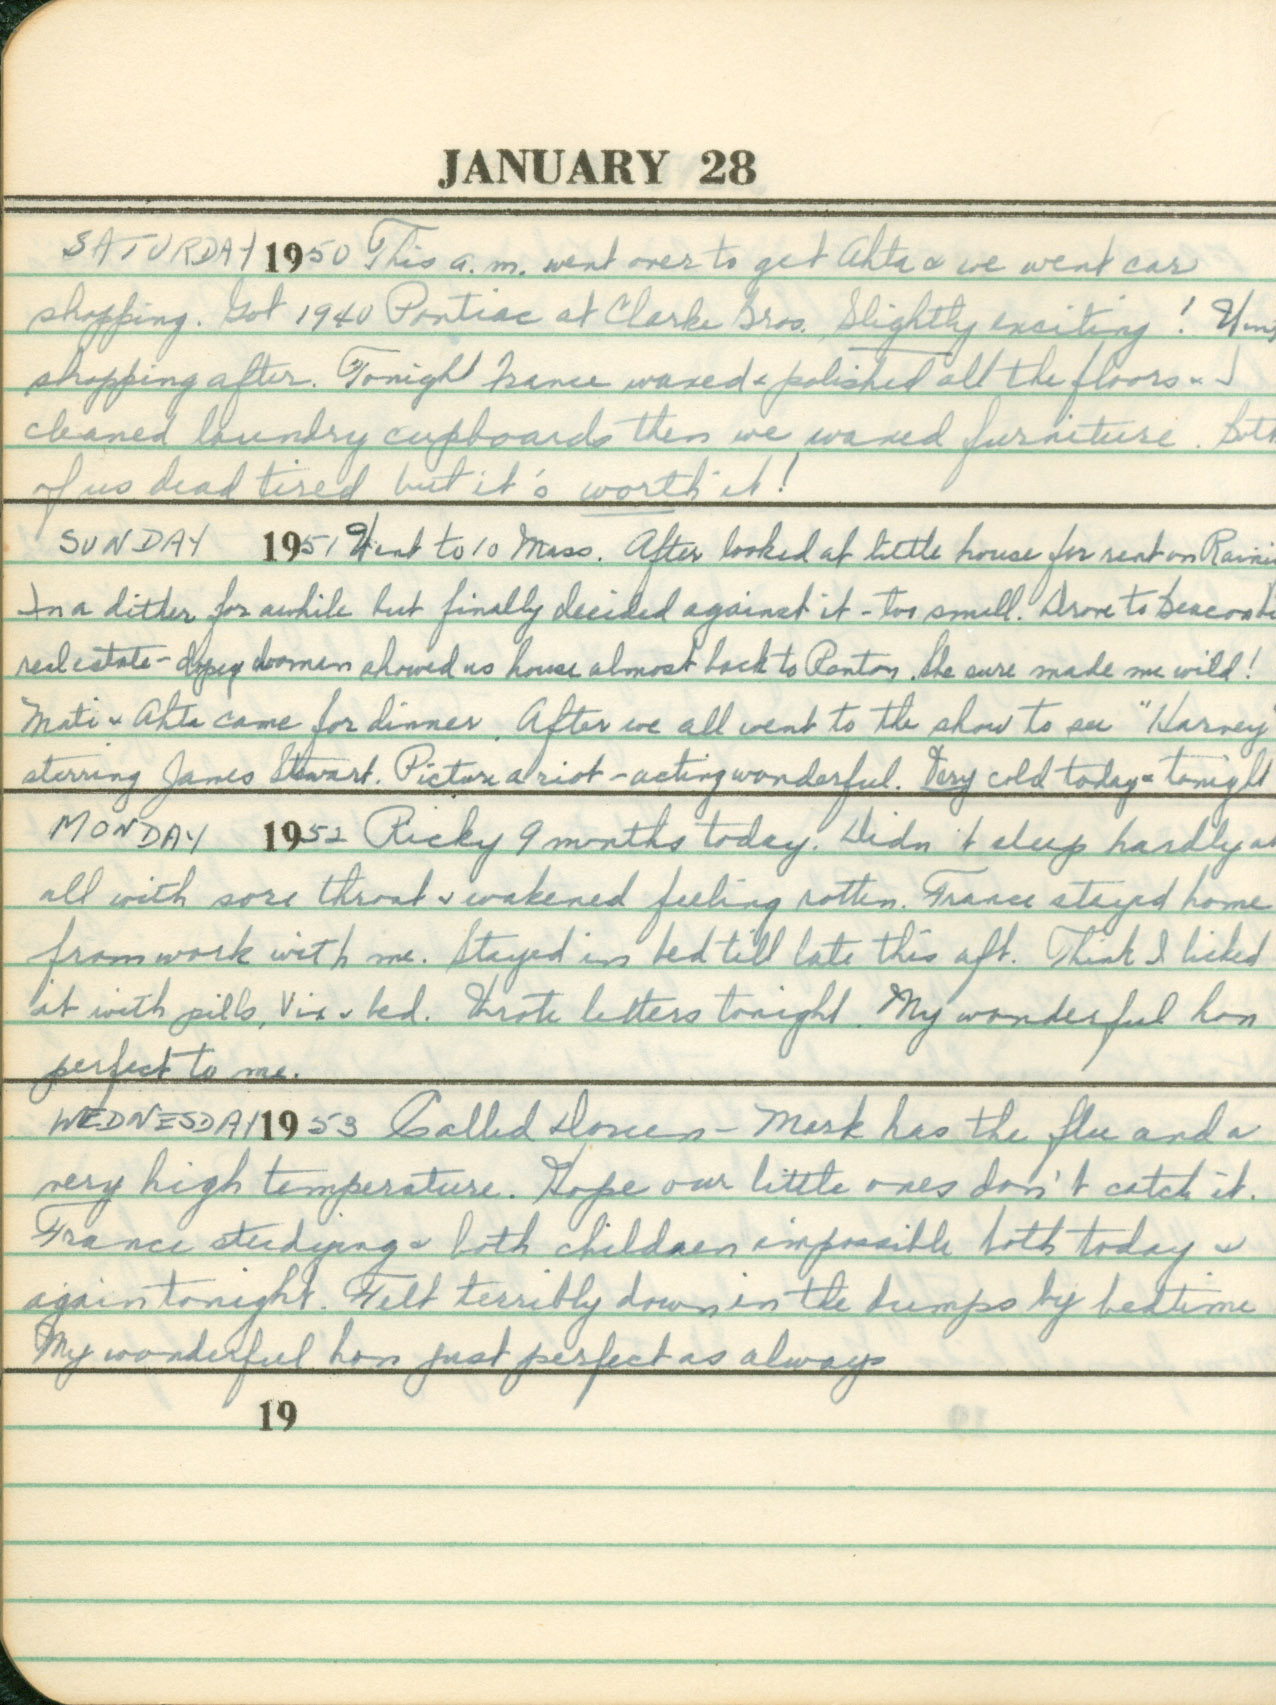 JANUARY 28
SATURDAY 1950 This a.m. went over to get Ahta & we went car
shopping. Got 1940 Pontiac at Clarke Bros. Slightly exciting! Went
shopping after. Tonight France waxed & polished all the floors & I
cleaned laundry cupboards then we waxed furniture. Both
of us dead tired but it's worth it!
SUNDAY 1951 Went to 10 Mass. After looked at little house for rent on Raini
In a dither for awhile but finally decided against it - too small. Drove to Beacon
real estate - dopey woman showed us house almost back to Renton. She sure made me wild!
Mati & Ahta came for dinner. After we all went to the show to see "Harvey"
starring James Stewart. Picture a riot - acting wonderful. Very cold today & tonight
MONDAY 1952 Ricky 9 months today. Didn't sleep hardly at
all with sore throat & wakened feeling rotten. France stayed home
from work with me. Stayed in bed till late this aft. Think I licked
it with pills, Vix & bed. Wrote letters tonight. My wonderful hon
perfect to me.
WEDNESDAY 1953 Called Doreen - Mark has the flu and a
very high temperature. Hope our little ones don't catch it.
France studying & both children impossible both today &
again tonight. Felt terribly down in the dumps by bedtime
My wonderful hon just perfect as always
19